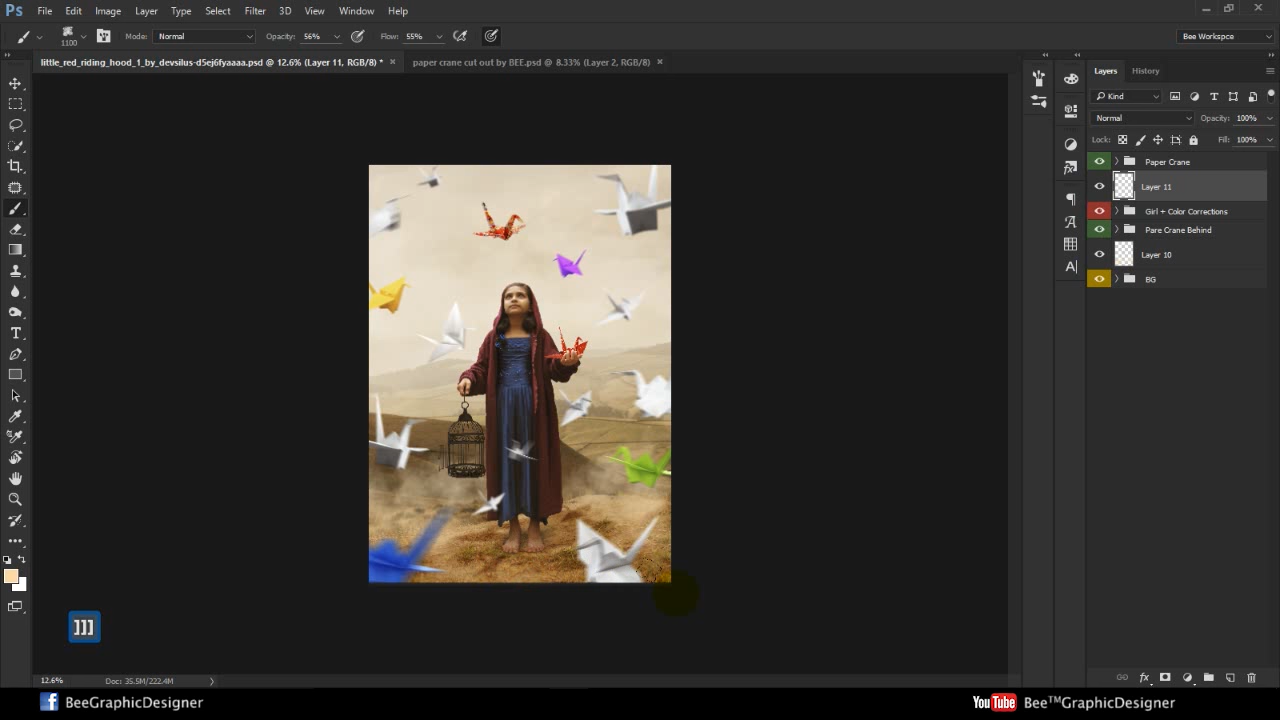 Ps File Edit Image Layer Type Select Filter 3D View Window Help
1100 Mode: Normal Opacity: 56% Flow: 55% Bee Workspce
little_red_riding_hood_1_by_devsilus-d5ej6fyaaaa.psd @ 12.6% (Layer 11, RGB/8) * × paper crane cut out by BEE.psd @ 8.33% (Layer 2, RGB/8) ×
Layers History
Kind
Normal Opacity: 100%
Lock: Fill: 100%
Paper Crane
Layer 11
Girl + Color Corrections
Pare Crane Behind
Layer 10
BG
]]]
12.6% Doc: 35.5M/222.4M
f BeeGraphicDesigner
YouTube Bee™GraphicDesigner